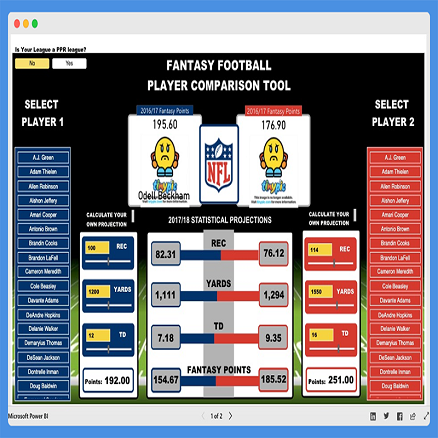 Is Your League a PPR league?
No Yes
FANTASY FOOTBALL
PLAYER COMPARISON TOOL
SELECT
PLAYER 1
SELECT
PLAYER 2
2016/17 Fantasy Points
195.60
tinypic
Odell Beckham
NFL
2016/17 Fantasy Points
176.90
tinypic
A.J. Green
Adam Thielen
Allen Robinson
Alshon Jeffery
Amari Cooper
Antonio Brown
Brandin Cooks
Brandon LaFell
Cameron Meredith
Cole Beasley
Davante Adams
DeAndre Hopkins
Delanie Walker
Demaryius Thomas
DeSean Jackson
Dontrelle Inman
Doug Baldwin
CALCULATE YOUR
OWN PROJECTION
100 REC
1200 YARDS
12 TD
Points: 192.00
2017/18 STATISTICAL PROJECTIONS
REC
82.31 76.12
YARDS
1,111 1,294
TD
7.18 9.35
FANTASY POINTS
154.67 185.52
CALCULATE YOUR
OWN PROJECTION
114 REC
1550 YARDS
16 TD
Points: 251.00
A.J. Green
Adam Thielen
Allen Robinson
Alshon Jeffery
Amari Cooper
Antonio Brown
Brandin Cooks
Brandon LaFell
Cameron Meredith
Cole Beasley
Davante Adams
DeAndre Hopkins
Delanie Walker
Demaryius Thomas
DeSean Jackson
Dontrelle Inman
Doug Baldwin
Microsoft Power BI
1 of 2